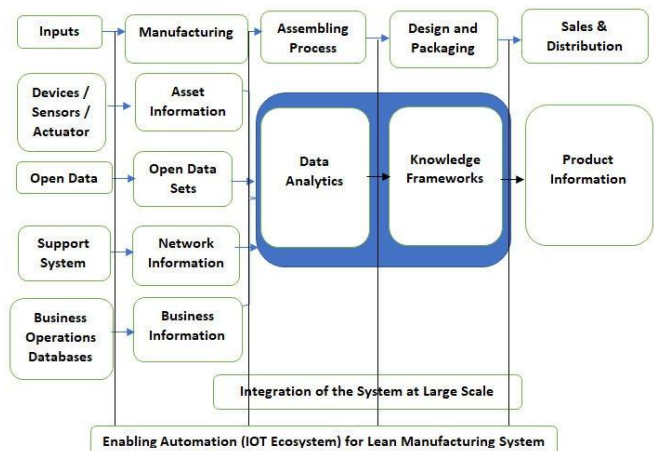 Inputs
Manufacturing
Assembling
Process
Design and
Packaging
Sales &
Distribution
Devices /
Sensors /
Actuator
Asset
Information
Open Data
Open Data
Sets
Data
Analytics
Knowledge
Frameworks
Product
Information
Support
System
Network
Information
Business
Operations
Databases
Business
Information
Integration of the System at Large Scale
Enabling Automation (IOT Ecosystem) for Lean Manufacturing System